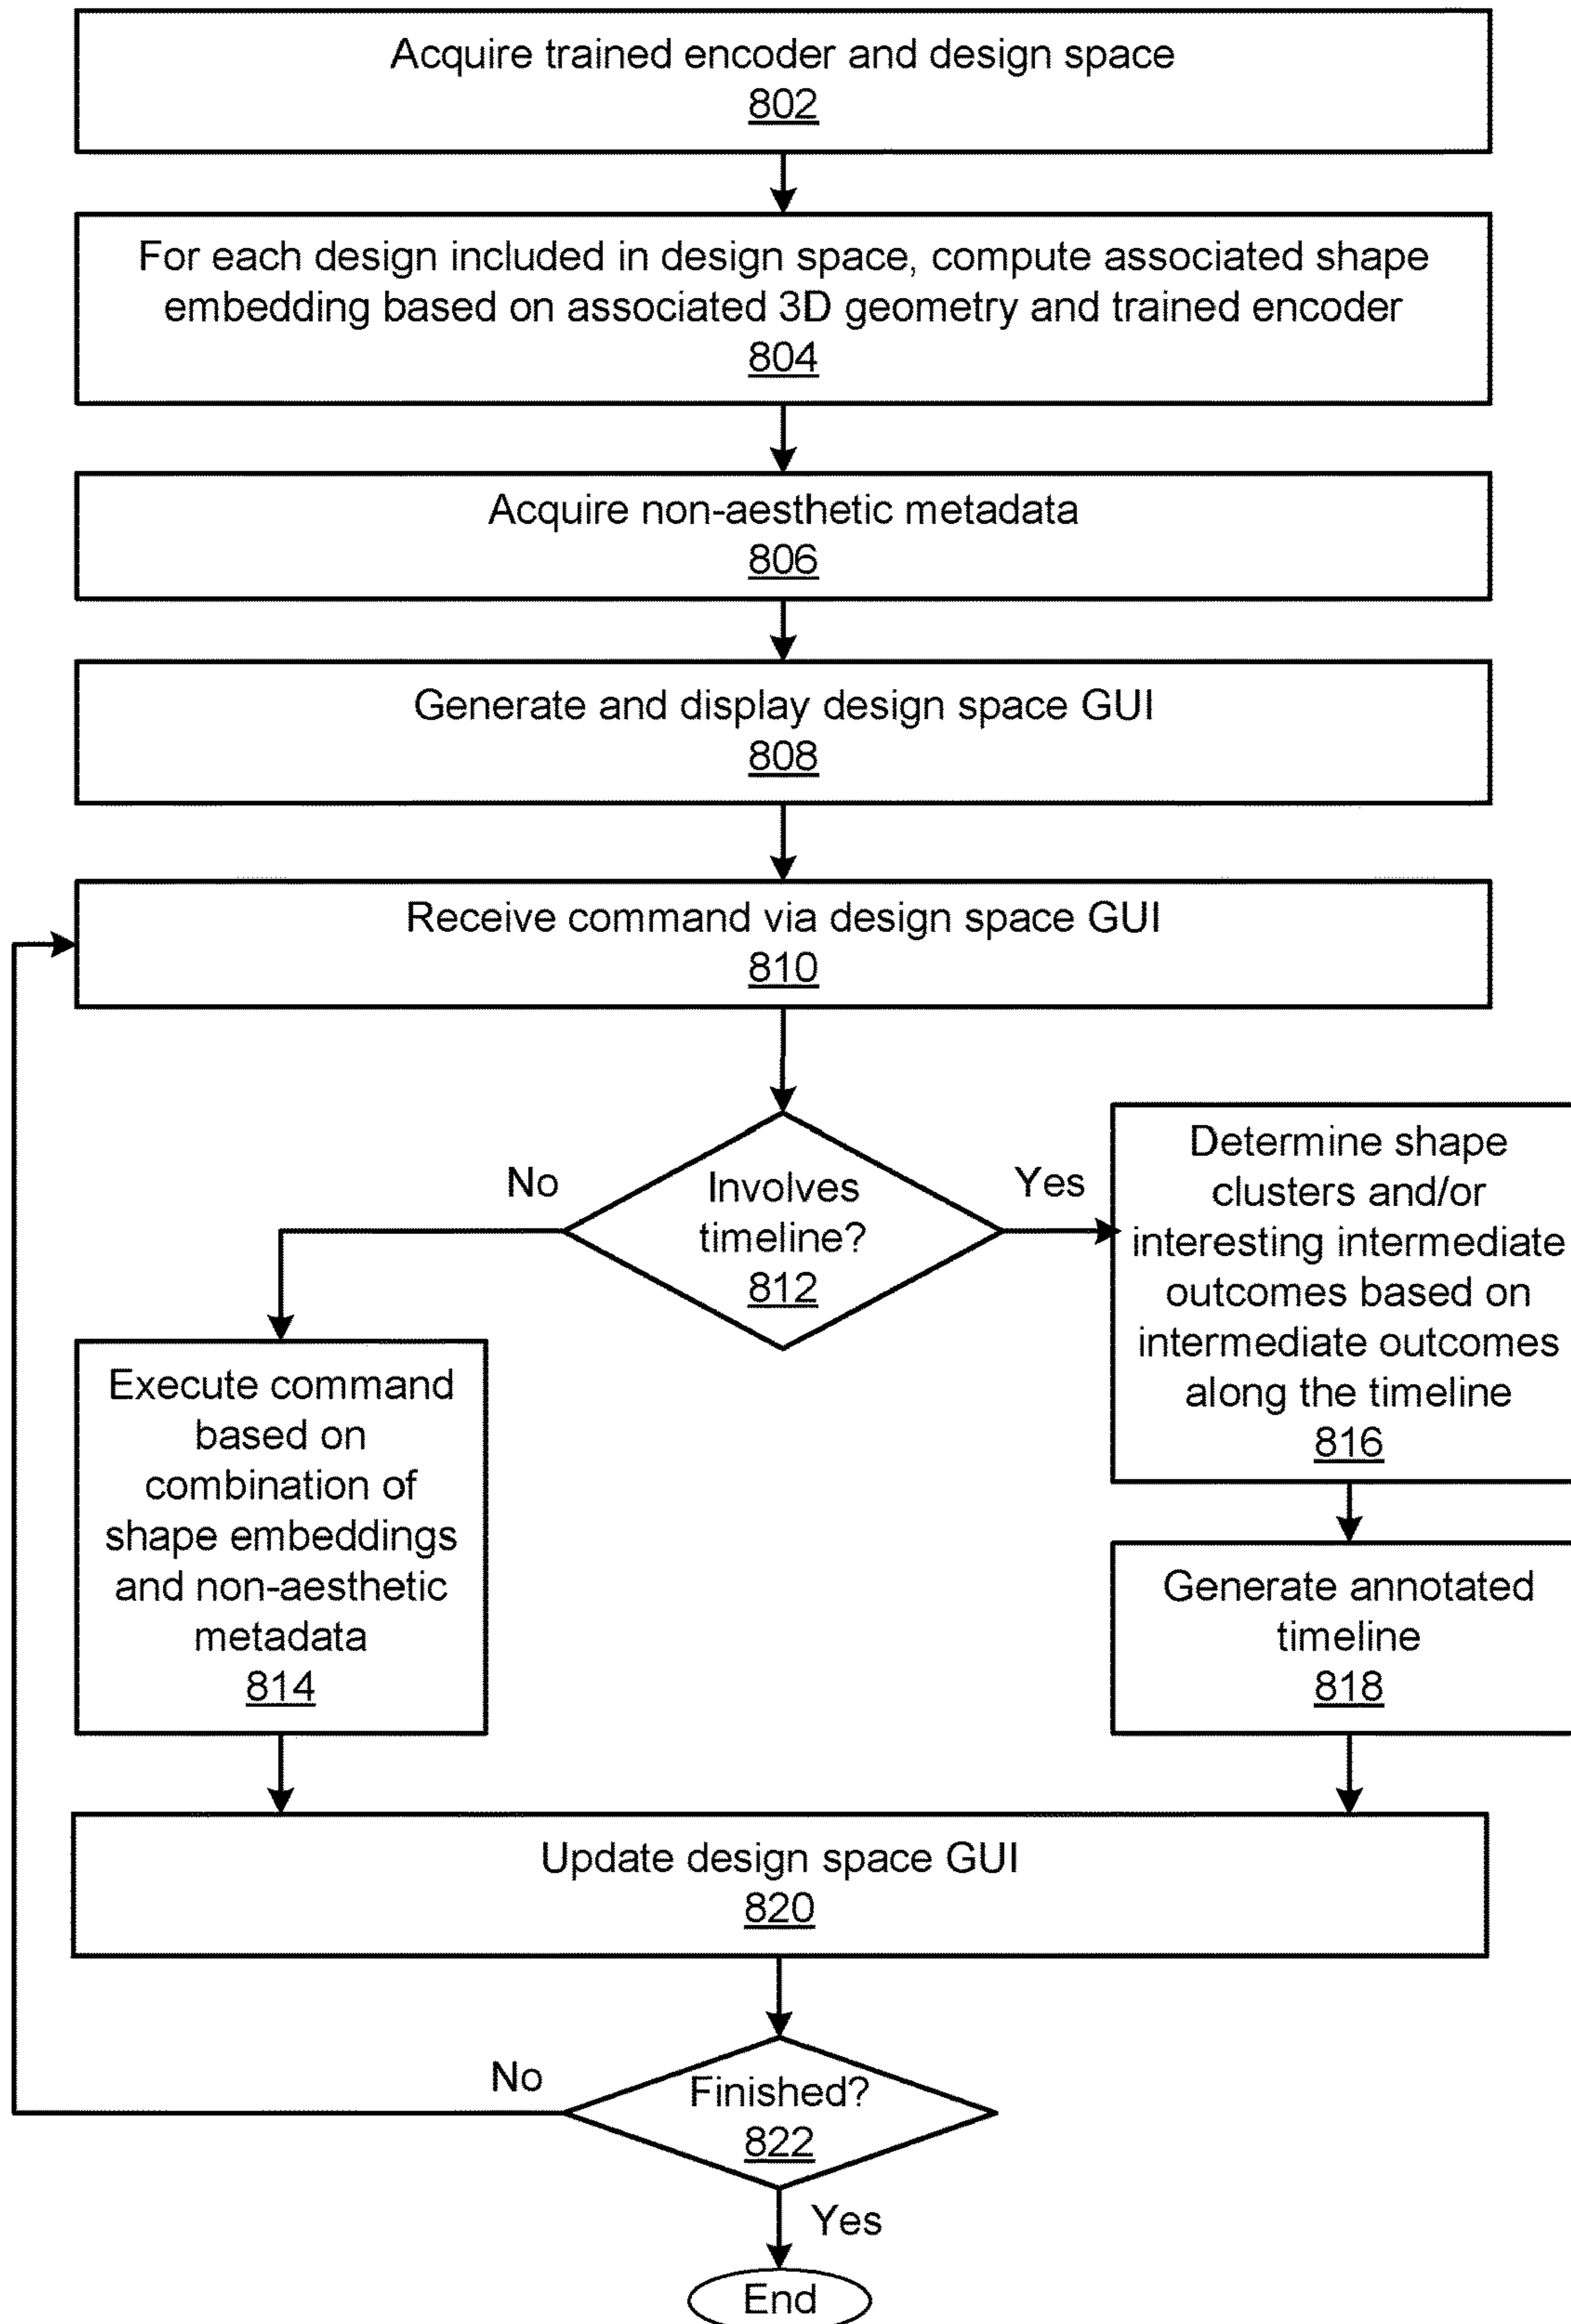 Acquire trained encoder and design space
802
For each design included in design space, compute associated shape
embedding based on associated 3D geometry and trained encoder
804
Acquire non-aesthetic metadata
806
Generate and display design space GUI
808
Receive command via design space GUI
810
Involves
timeline?
812
No
Yes
Execute command
based on
combination of
shape embeddings
and non-aesthetic
metadata
814
Determine shape
clusters and/or
interesting intermediate
outcomes based on
intermediate outcomes
along the timeline
816
Generate annotated
timeline
818
Update design space GUI
820
Finished?
822
No
Yes
End